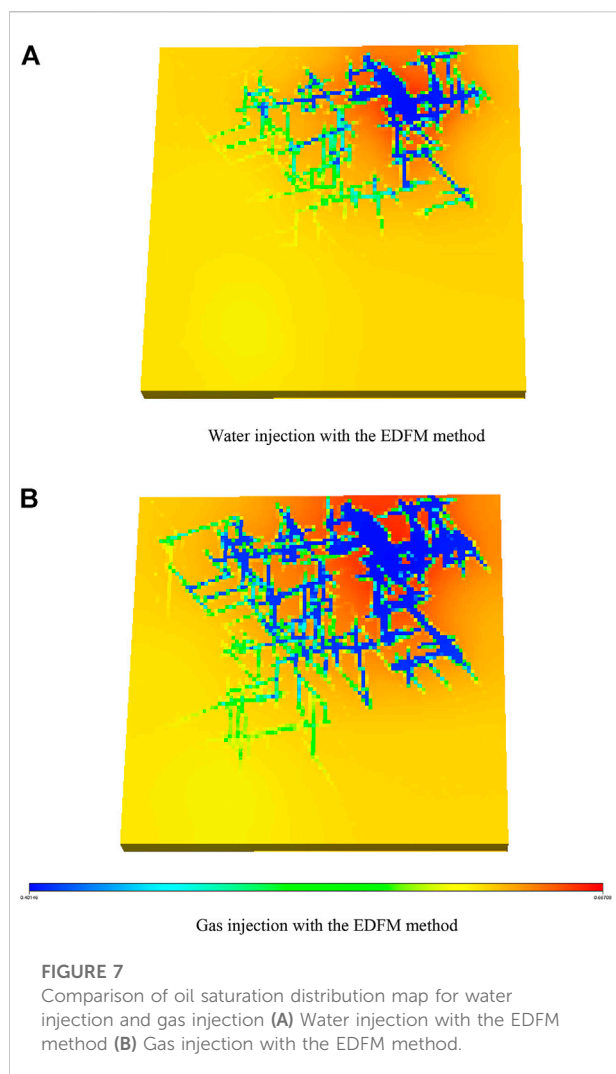 A
Water injection with the EDFM method
B
Gas injection with the EDFM method
FIGURE 7
Comparison of oil saturation distribution map for water
injection and gas injection (A) Water injection with the EDFM
method (B) Gas injection with the EDFM method.